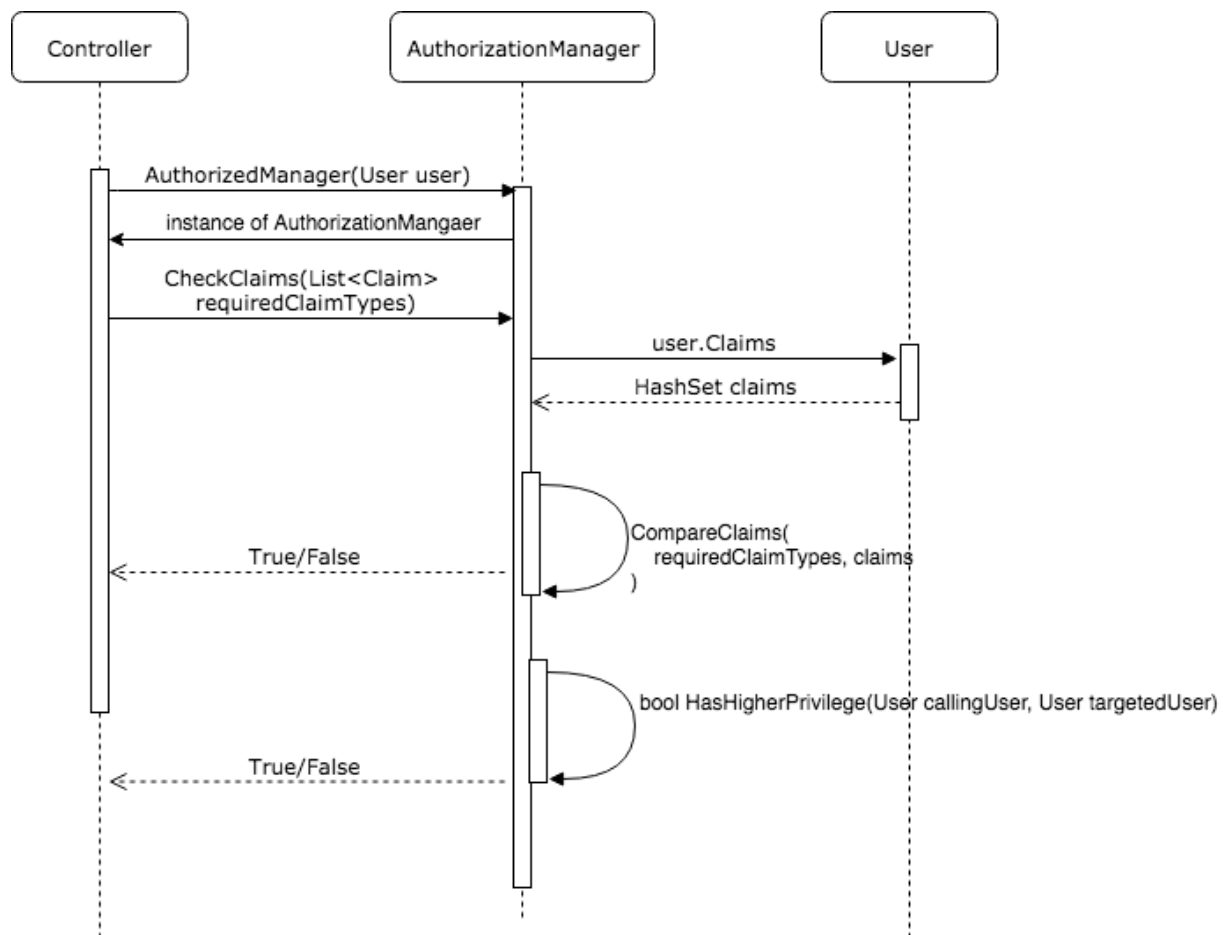 Controller
AuthorizationManager
User
AuthorizedManager(User user)
instance of AuthorizationMangaer
CheckClaims(List<Claim>
requiredClaimTypes)
user.Claims
HashSet claims
CompareClaims(
requiredClaimTypes, claims
)
True/False
bool HasHigherPrivilege(User callingUser, User targetedUser)
True/False